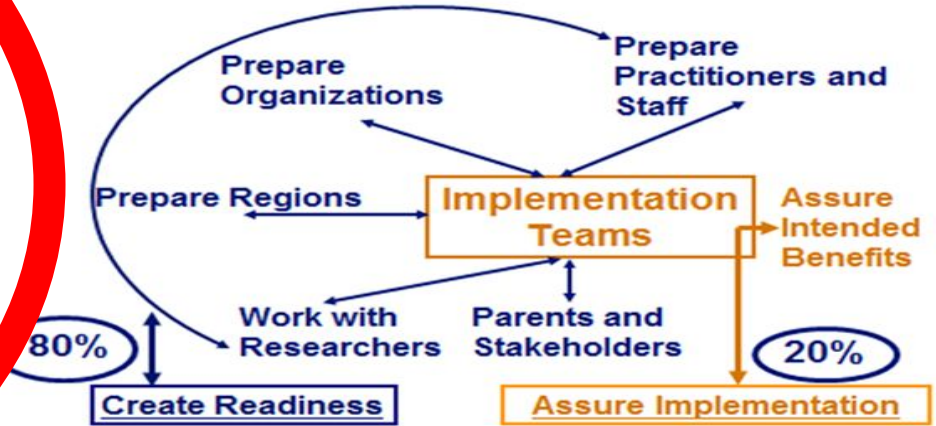 Prepare
Organizations
Prepare
Practitioners and
Staff
Prepare Regions
Implementation
Teams
Assure
Intended
Benefits
Work with
Researchers
Parents and
Stakeholders
80%
20%
Create Readiness
Assure Implementation